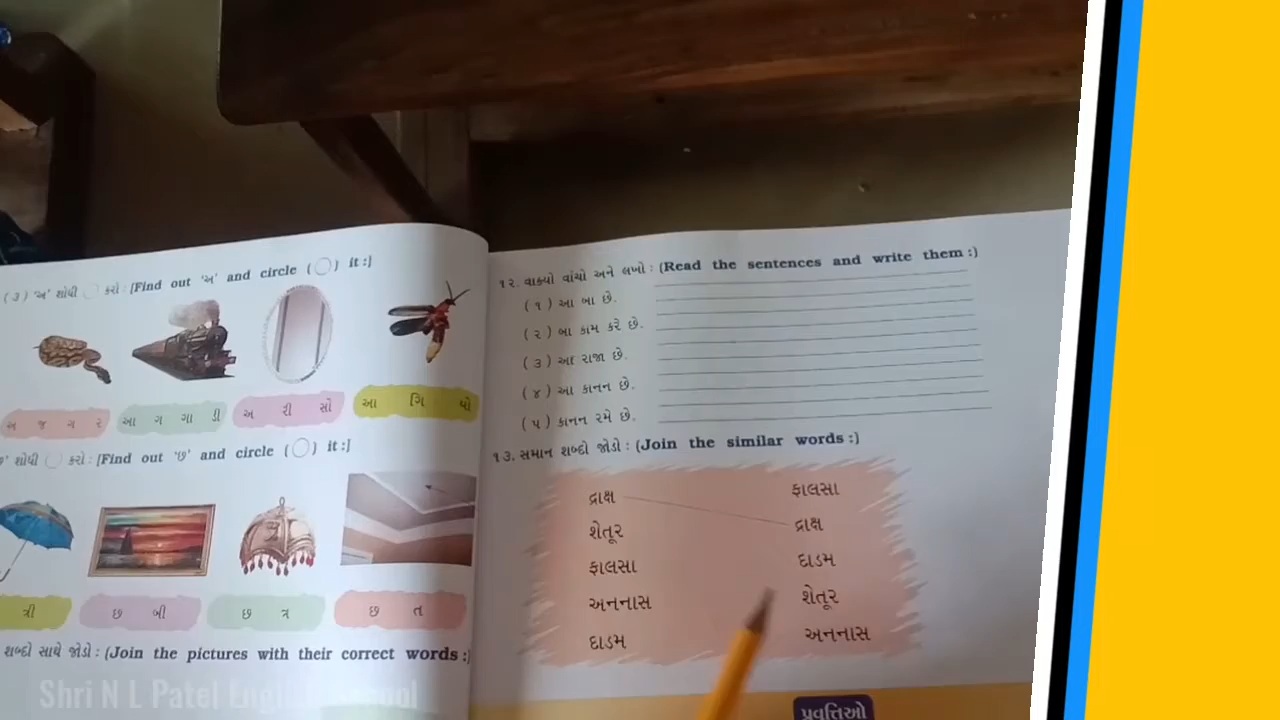 (૩) 'અ' શોધી કરો : [Find out 'અ' and circle ( ) it :]
અ જ ગ ર
આ ગ ગા ડી
અ રી સો
આ ગિ યો
શોધી કરો : [Find out 'છ' and circle ( ) it :]
ત્રી
છ બી
છ ત્ર
છ ત
શબ્દો સાથે જોડો : (Join the pictures with their correct words :)
Shri N L Patel
૧૨. વાક્યો વાંચો અને લખો : (Read the sentences and write them :)
(૧) આ બા છે.
(૨) બા કામ કરે છે.
(૩) આ રાજા છે.
(૪) આ કાનન છે.
(૫) કાનન રમે છે.
૧૩. સમાન શબ્દો જોડો : (Join the similar words :)
દ્રાક્ષ ફાલસા
શેતૂર દ્રાક્ષ
ફાલસા દાડમ
અનનાસ શેતૂર
દાડમ અનનાસ
પ્રવૃત્તિઓ